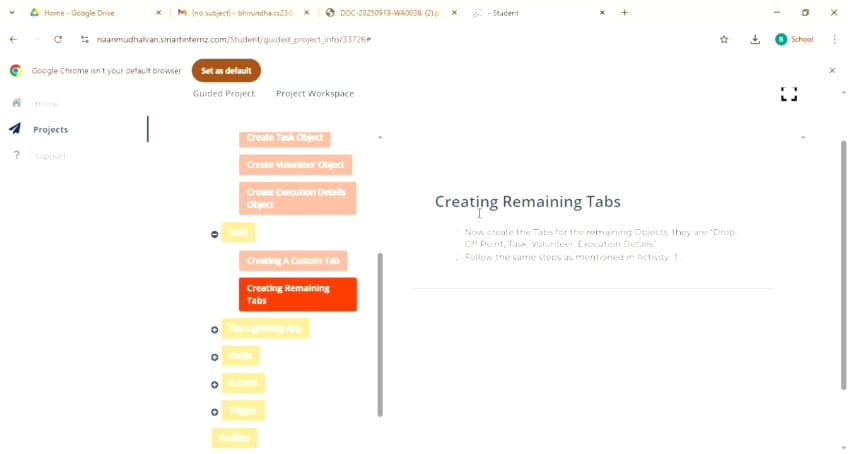 Home - Google Drive
(no subject) - bhirundha.cs23@
DOC-20250919-WA0038. (2).p
- Student
naanmudhalvan.smartinternz.com/Student/guided_project_info/33726#
School
Google Chrome isn't your default browser
Set as default
Guided Project
Project Workspace
Home
Projects
Support
Create Task Object
Create Volunteer Object
Create Execution Details
Object
Tabs
Creating A Custom Tab
Creating Remaining
Tabs
The Lightning App
Fields
FLOWS
Trigger
Profiles
Creating Remaining Tabs
1. Now create the Tabs for the remaining Objects, they are "Drop-
Off Point, Task, Volunteer, Execution Details"
2. Follow the same steps as mentioned in Activity. 1 .